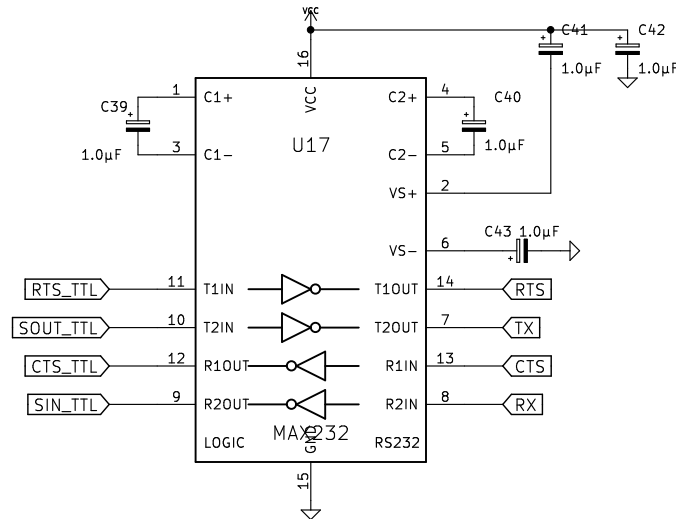 VCC
C41
C42
16
1.0µF
1.0µF
1
C1+
VCC
C2+
4
C39
C40
U17
1.0µF
3
C1-
C2-
5
1.0µF
VS+
2
C43 1.0µF
VS-
6
RTS_TTL
11
T1IN
T1OUT
14
RTS
SOUT_TTL
10
T2IN
T2OUT
7
TX
CTS_TTL
12
R1OUT
R1IN
13
CTS
SIN_TTL
9
R2OUT
R2IN
8
RX
MAX232
LOGIC
GND
RS232
15